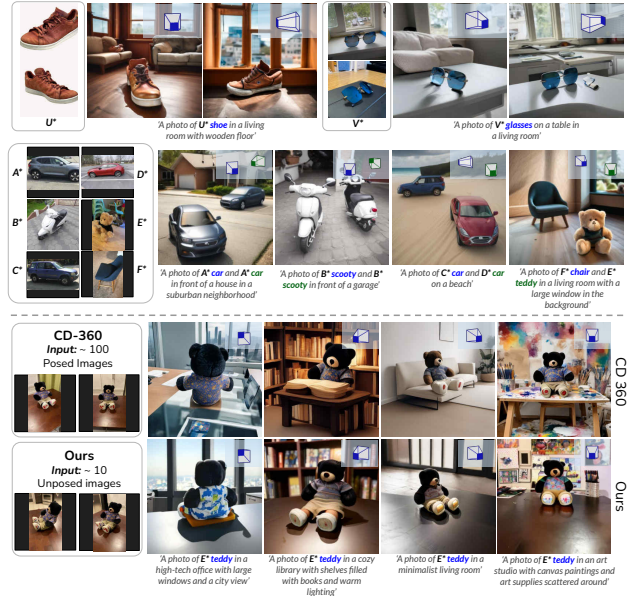 U*
'A photo of U* shoe in a living
room with wooden floor'
V*
'A photo of V* glasses on a table in
a living room'
A*
D*
B*
E*
C*
F*
'A photo of A* car and A* car
in front of a house in a
suburban neighborhood'
'A photo of B* scooty and B*
scooty in front of a garage'
'A photo of C* car and D* car
on a beach'
'A photo of F* chair and E*
teddy in a living room with a
large window in the
background'
CD-360
Input: ~ 100
Posed Images
CD 360
Ours
Input: ~ 10
Unposed images
Ours
'A photo of E* teddy in a
high-tech office with large
windows and a city view'
'A photo of E* teddy in a cozy
library with shelves filled
with books and warm
lighting'
'A photo of E* teddy in a
minimalist living room'
'A photo of E* teddy in an art
studio with canvas paintings and
art supplies scattered around'